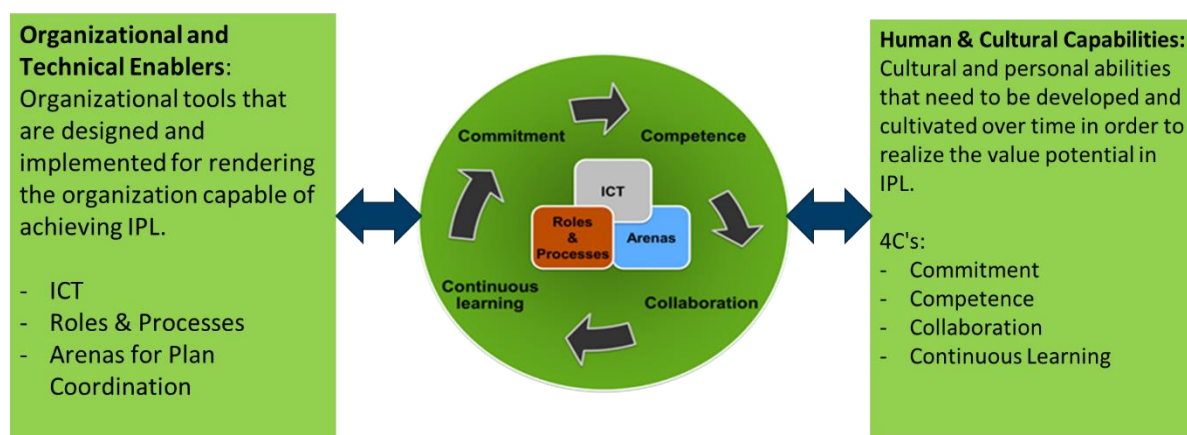 Organizational and
Technical Enablers:
Organizational tools that
are designed and
implemented for rendering
the organization capable of
achieving IPL.
- ICT
- Roles & Processes
- Arenas for Plan
Coordination
Commitment
Competence
ICT
Roles
&
Processes
Arenas
Continuous
learning
Collaboration
Human & Cultural Capabilities:
Cultural and personal abilities
that need to be developed and
cultivated over time in order to
realize the value potential in
IPL.
4C's:
- Commitment
- Competence
- Collaboration
- Continuous Learning